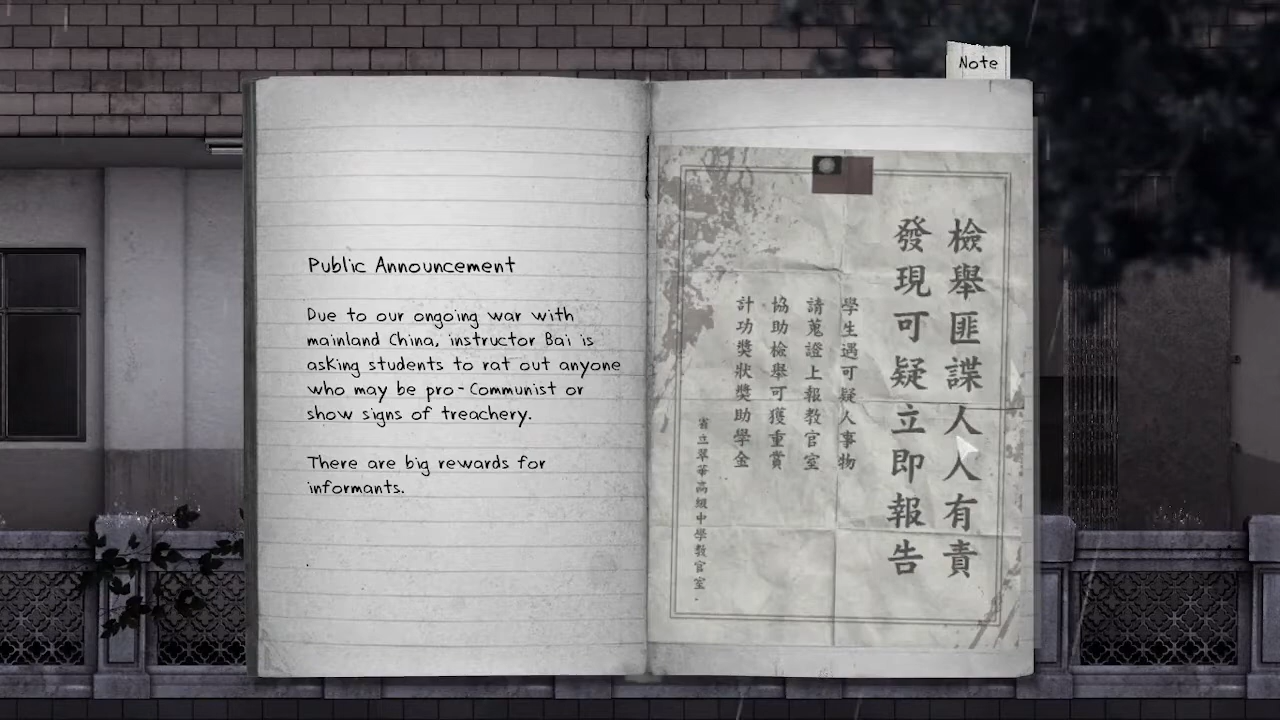 Note
Public Announcement
Due to our ongoing war with
mainland China, instructor Bai is
asking students to rat out anyone
who may be pro-Communist or
show signs of treachery.
There are big rewards for
informants.
檢舉匪諜人人有責
發現可疑立即報告
學生遇可疑人事物
請蒐證上報教官室
協助檢舉可獲重賞
計功獎狀獎助學金
省立翠華高級中學教官室